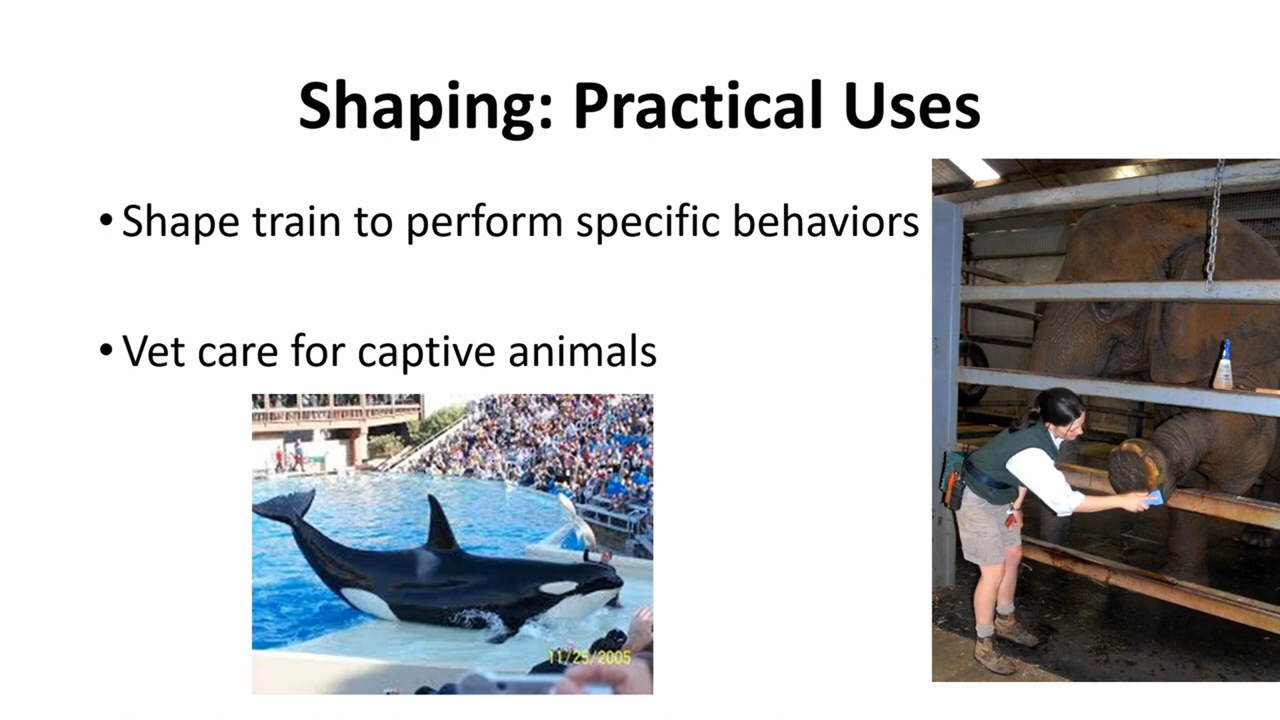 Shaping: Practical Uses
• Shape train to perform specific behaviors
• Vet care for captive animals
11/25/2005